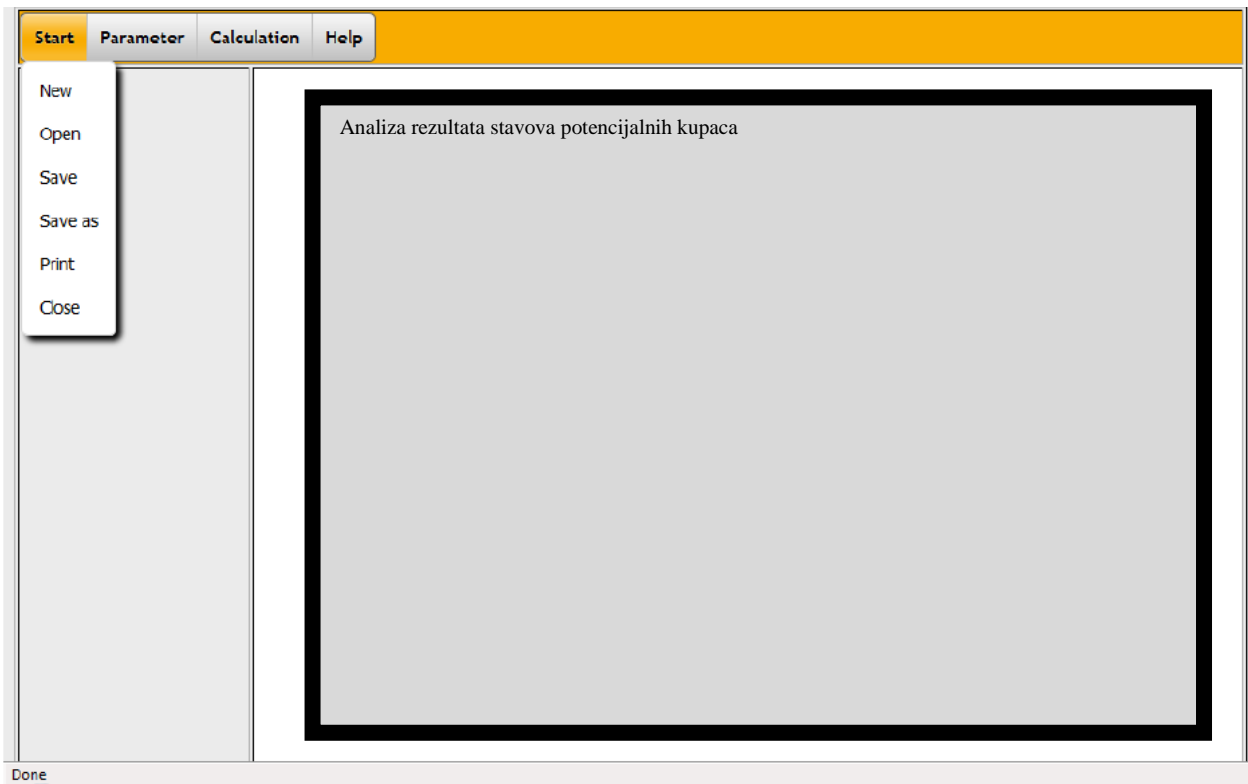 Start Parameter Calculation Help
New
Open
Save
Save as
Print
Close
Analiza rezultata stavova potencijalnih kupaca
Done